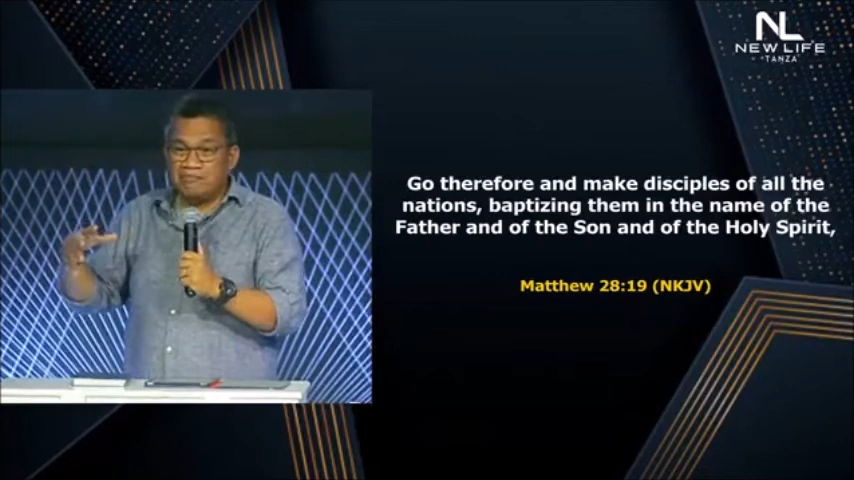 NL
NEW LIFE
TANZA
Go therefore and make disciples of all the
nations, baptizing them in the name of the
Father and of the Son and of the Holy Spirit,
Matthew 28:19 (NKJV)